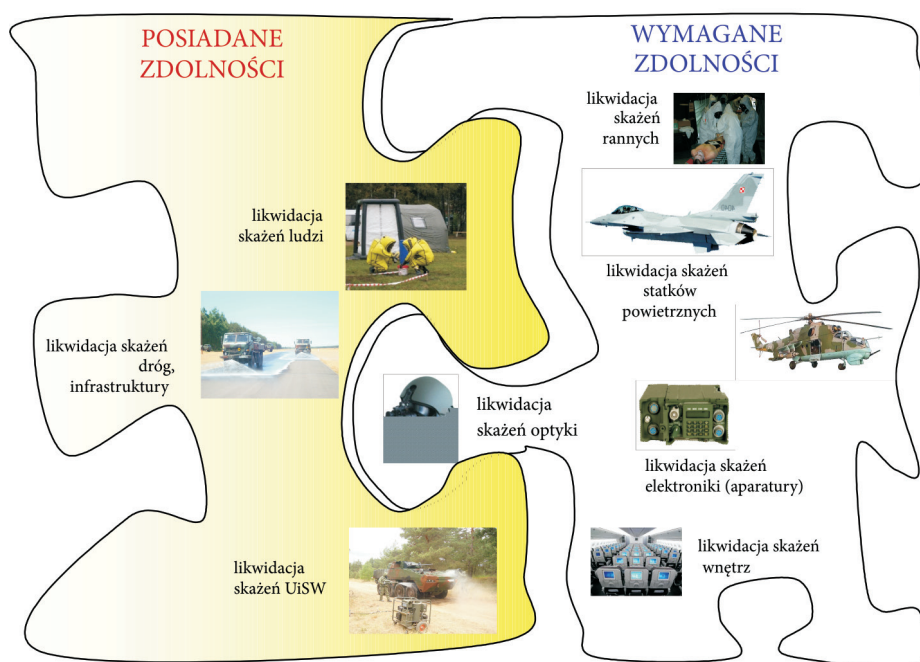 POSIADANE
ZDOLNOŚCI
likwidacja
skażeń ludzi
likwidacja skażeń
dróg,
infrastruktury
likwidacja
skażeń UiSW
WYMAGANE
ZDOLNOŚCI
likwidacja
skażeń
rannych
likwidacja skażeń
statków
powietrznych
likwidacja
skażeń optyki
likwidacja skażeń
elektroniki (aparatury)
likwidacja skażeń
wnętrz